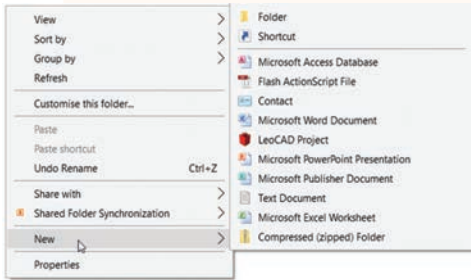 View
Sort by
Group by
Refresh
Customise this folder...
Paste
Paste shortcut
Undo Rename Ctrl+Z
Share with
Shared Folder Synchronization
New
Properties
Folder
Shortcut
Microsoft Access Database
Flash ActionScript File
Contact
Microsoft Word Document
LeoCAD Project
Microsoft PowerPoint Presentation
Microsoft Publisher Document
Text Document
Microsoft Excel Worksheet
Compressed (zipped) Folder